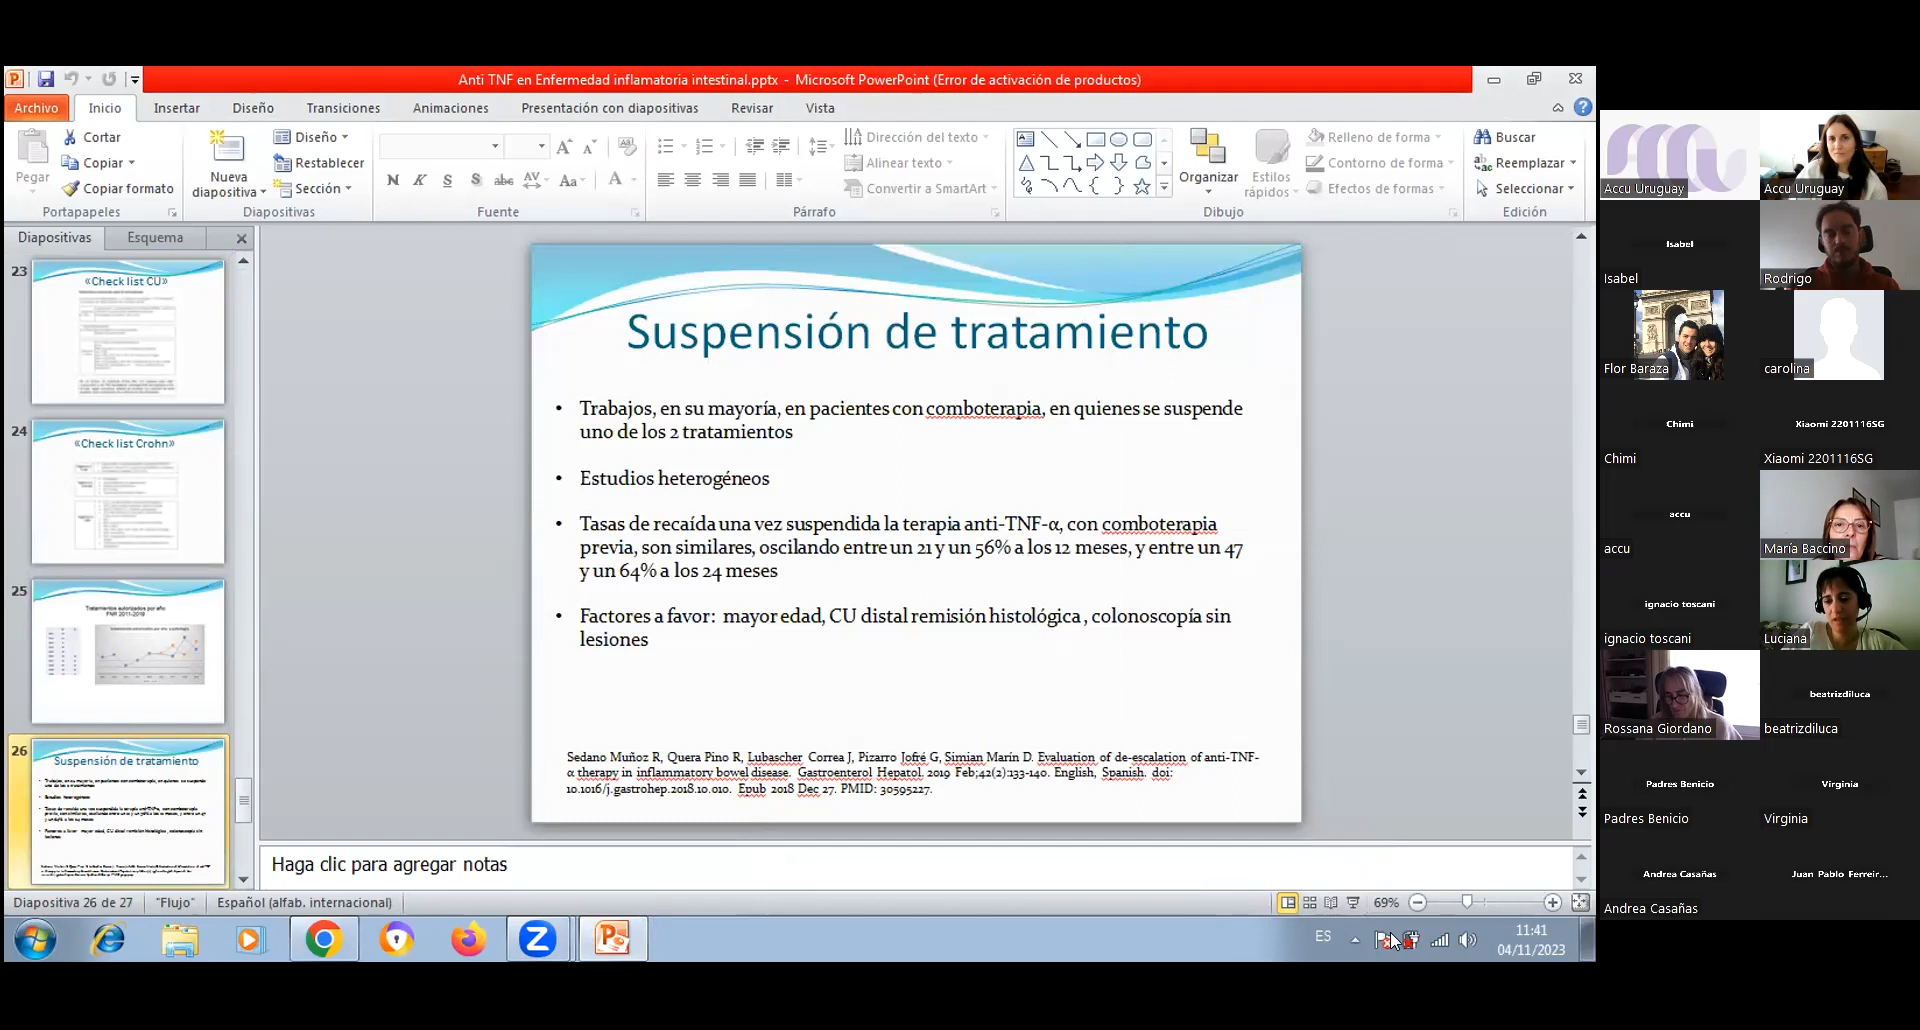 Anti TNF en Enfermedad inflamatoria intestinal.pptx - Microsoft PowerPoint (Error de activación de productos)
Archivo Inicio Insertar Diseño Transiciones Animaciones Presentación con diapositivas Revisar Vista
Pegar
Cortar
Copiar
Copiar formato
Portapapeles
Nueva
diapositiva
Diseño
Restablecer
Sección
Diapositivas
N K S S abc AV Aa A
Fuente
Dirección del texto
Alinear texto
Convertir a SmartArt
Párrafo
Organizar
Estilos
rápidos
Relleno de forma
Contorno de forma
Efectos de formas
Dibujo
Buscar
Reemplazar
Seleccionar
Edición
Diapositivas Esquema
23
«Check list CU»
24
«Check list Crohn»
25
Tratamientos autorizados por año
FNR 2011-2019
26
Suspensión de tratamiento
Suspensión de tratamiento
• Trabajos, en su mayoría, en pacientes con comboterapia, en quienes se suspende
uno de los 2 tratamientos
• Estudios heterogéneos
• Tasas de recaída una vez suspendida la terapia anti-TNF-α, con comboterapia
previa, son similares, oscilando entre un 21 y un 56% a los 12 meses, y entre un 47
y un 64% a los 24 meses
• Factores a favor: mayor edad, CU distal remisión histológica , colonoscopía sin
lesiones
Sedano Muñoz R, Quera Pino R, Lubascher Correa J, Pizarro Jofré G, Simian Marín D. Evaluation of de-escalation of anti-TNF-
α therapy in inflammatory bowel disease. Gastroenterol Hepatol. 2019 Feb;42(2):133-140. English, Spanish. doi:
10.1016/j.gastrohep.2018.10.010. Epub 2018 Dec 27. PMID: 30595227.
Haga clic para agregar notas
Diapositiva 26 de 27 "Flujo" Español (alfab. internacional)
69%
ES
11:41
04/11/2023
Accu Uruguay
Accu Uruguay
Isabel
Isabel
Rodrigo
Flor Baraza
carolina
Chimi
Chimi
Xiaomi 2201116SG
Xiaomi 2201116SG
accu
accu
María Baccino
ignacio toscani
ignacio toscani
Luciana
Rossana Giordano
beatrizdiluca
beatrizdiluca
Padres Benicio
Padres Benicio
Virginia
Virginia
Andrea Casañas
Andrea Casañas
Juan Pablo Ferreir...